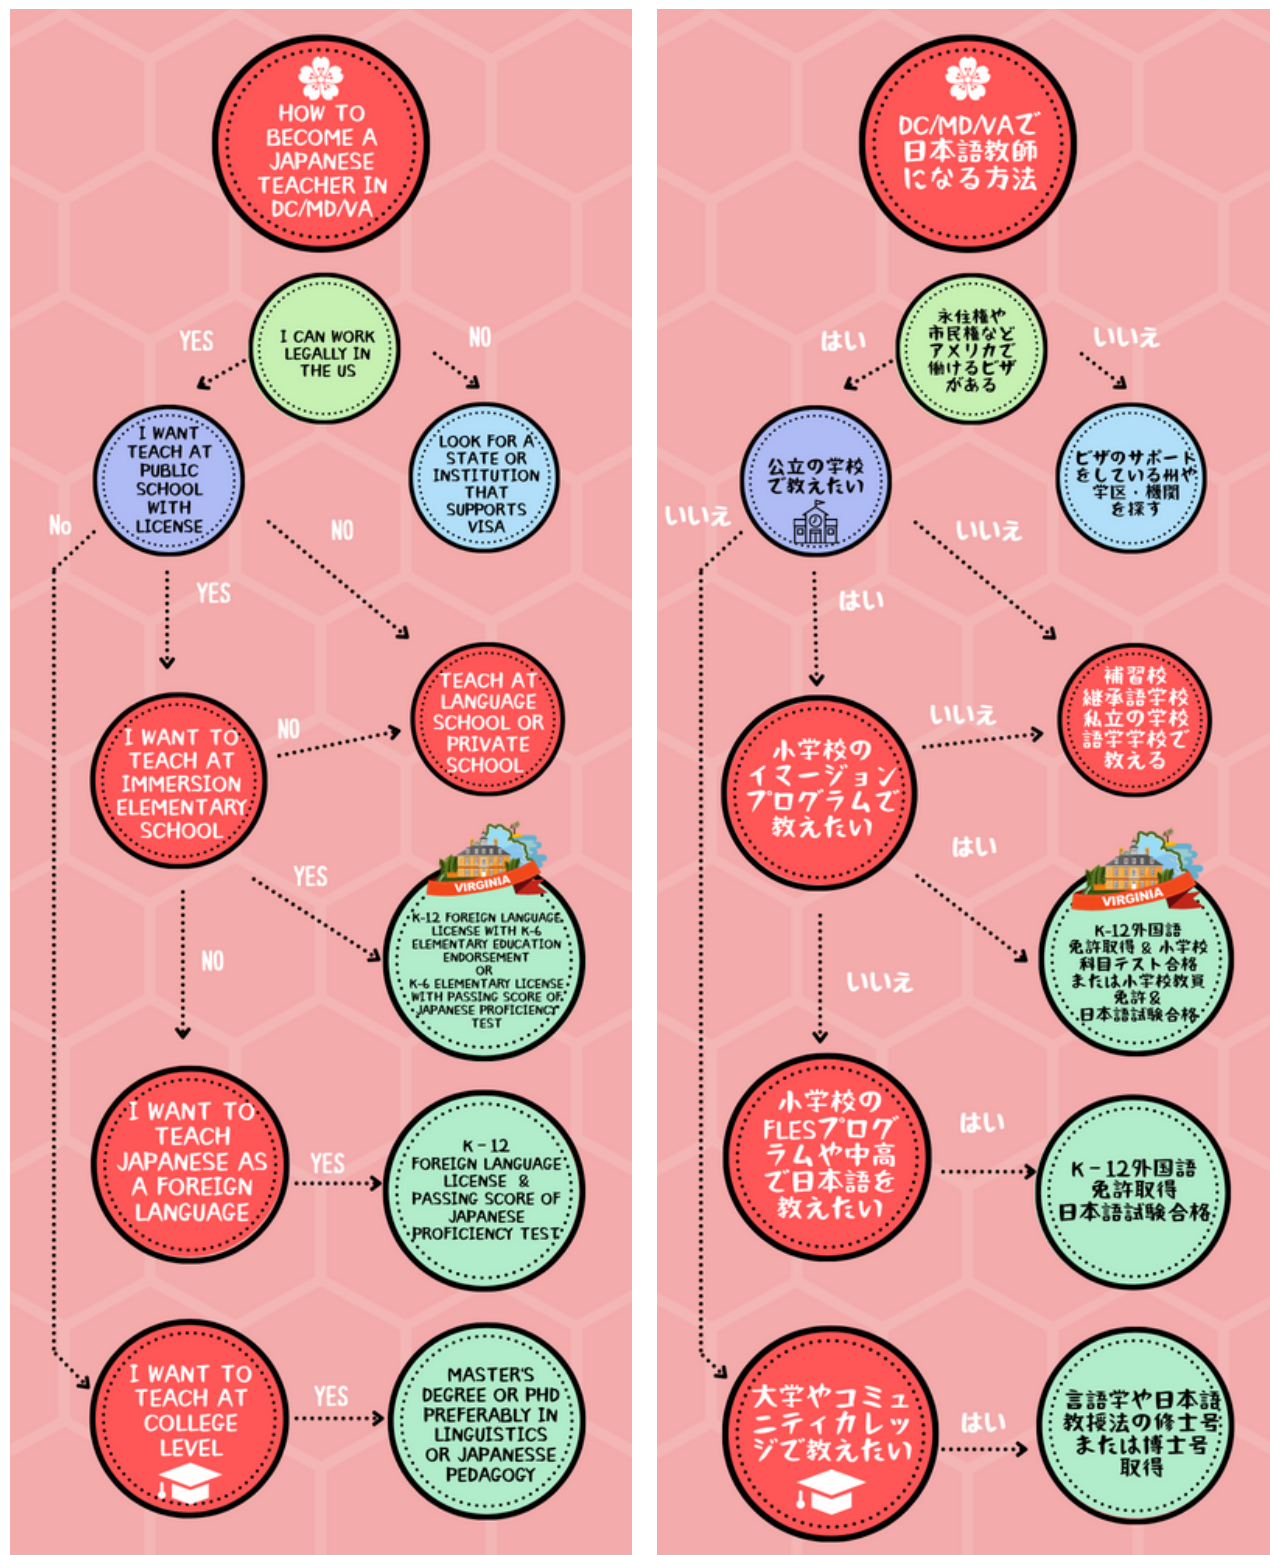 HOW TO
BECOME A
JAPANESE
TEACHER IN
DC/MD/VA
YES
I CAN WORK
LEGALLY IN
THE US
NO
I WANT
TEACH AT
PUBLIC
SCHOOL
WITH
LICENSE
LOOK FOR A
STATE OR
INSTITUTION
THAT
SUPPORTS
VISA
No
NO
YES
TEACH AT
LANGUAGE
SCHOOL OR
PRIVATE
SCHOOL
I WANT TO
TEACH AT
IMMERSION
ELEMENTARY
SCHOOL
NO
YES
VIRGINIA
K-12 FOREIGN LANGUAGE
LICENSE WITH K-6
ELEMENTARY EDUCATION
ENDORSEMENT
OR
K-6 ELEMENTARY LICENSE
WITH PASSING SCORE OF
JAPANESE PROFICIENCY
TEST
NO
I WANT TO
TEACH
JAPANESE AS
A FOREIGN
LANGUAGE
YES
K - 12
FOREIGN LANGUAGE
LICENSE &
PASSING SCORE OF
JAPANESE
PROFICIENCY TEST
I WANT TO
TEACH AT
COLLEGE
LEVEL
YES
MASTER'S
DEGREE OR PHD
PREFERABLY IN
LINGUISTICS
OR JAPANESSE
PEDAGOGY
DC/MD/VAで
日本語教師
になる方法
はい
永住権や
市民権など
アメリカで
働けるビザ
がある
いいえ
公立の学校
で教えたい
ビザのサポート
をしている州や
学区・機関
を探す
いいえ
いいえ
はい
補習校
継承語学校
私立の学校
語学学校で
教える
小学校の
イマージョン
プログラムで
教えたい
いいえ
はい
VIRGINIA
K-12外国語
免許取得 & 小学校
科目テスト合格
または小学校教員
免許 &
日本語試験合格
いいえ
小学校の
FLESプログ
ラムや中高
で日本語を
教えたい
はい
K - 12外国語
免許取得
日本語試験合格
大学やコミュ
ニティカレッ
ジで教えたい
はい
言語学や日本語
教授法の修士号
または博士号
取得